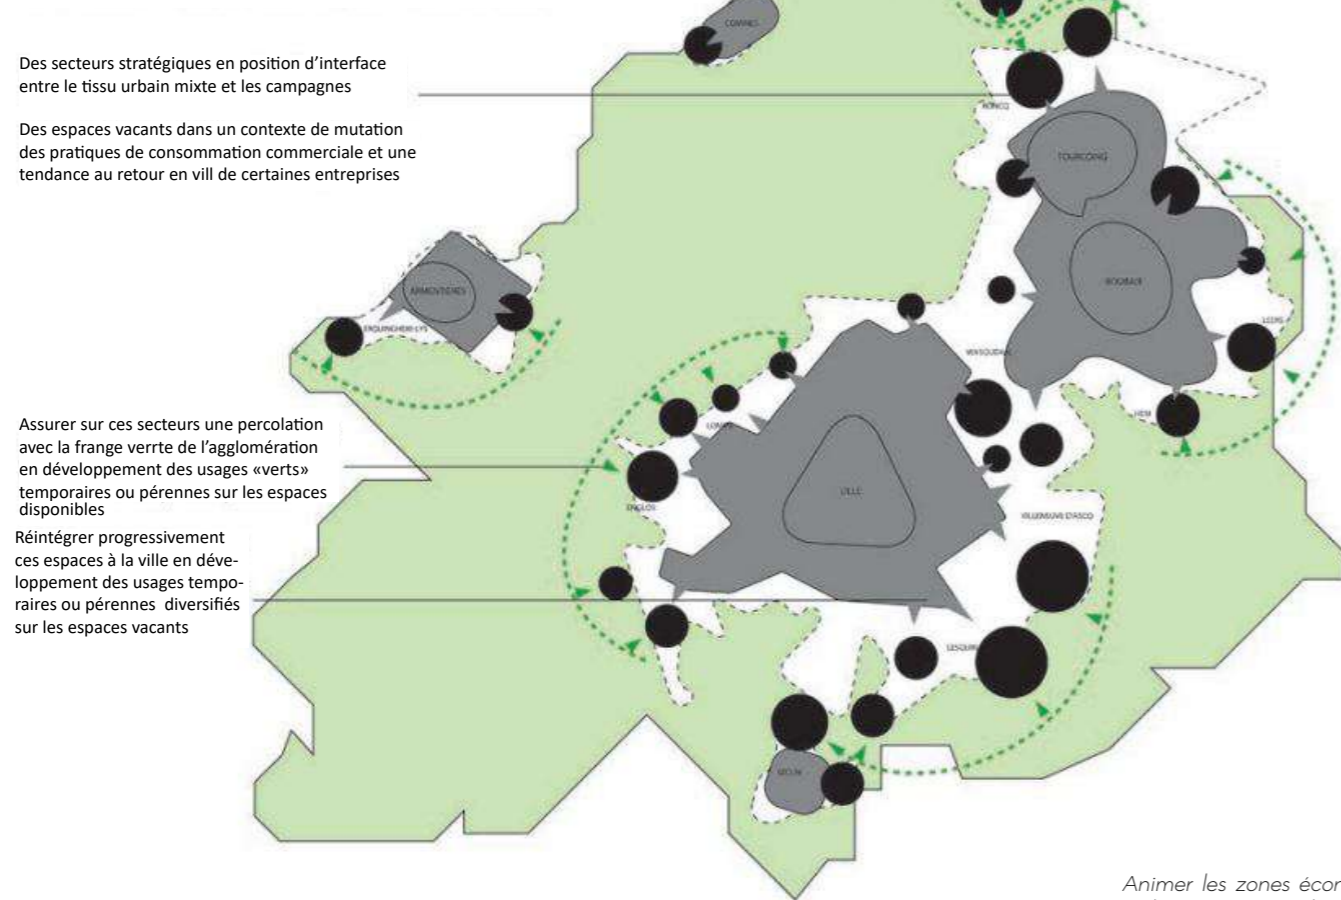 Des secteurs stratégiques en position d’interface
entre le tissu urbain mixte et les campagnes
Des espaces vacants dans un contexte de mutation
des pratiques de consommation commerciale et une
tendance au retour en vill de certaines entreprises
Assurer sur ces secteurs une percolation
avec la frange verrte de l’agglomération
en développement des usages «verts»
temporaires ou pérennes sur les espaces
disponibles
Réintégrer progressivement
ces espaces à la ville en déve-
loppement des usages tempo-
raires ou pérennes diversifiés
sur les espaces vacants
COMINES
RONCQ
TOURCOING
ARMENTIERES
ERQUINGHEM-LYS
ROUBAIX
LEERS
WASQUEHAL
HEM
LOMME
LILLE
ENGLOS
VILLENEUVE D'ASCQ
LESQUIN
SECLIN
Animer les zones écon